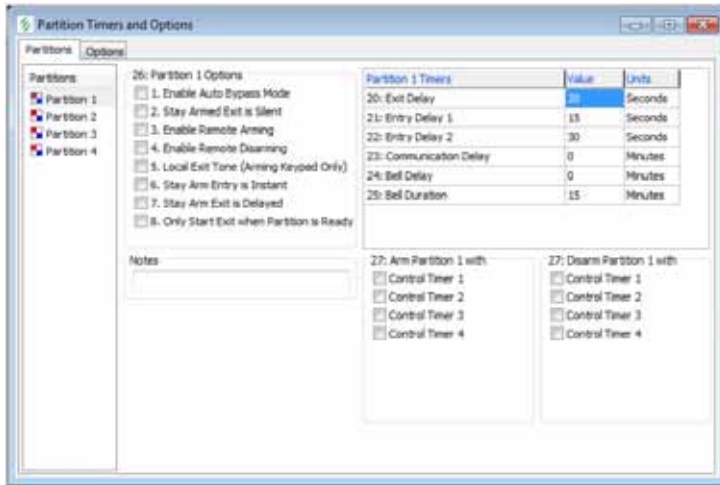 Partition Timers and Options
Partitions Options
Partitions
Partition 1
Partition 2
Partition 3
Partition 4
26: Partition 1 Options
1. Enable Auto Bypass Mode
2. Stay Armed Exit is Silent
3. Enable Remote Arming
4. Enable Remote Disarming
5. Local Exit Tone (Arming Keypad Only)
6. Stay Arm Entry is Instant
7. Stay Arm Exit is Delayed
8. Only Start Exit when Partition is Ready
Partition 1 Timers Value Units
20: Exit Delay 20 Seconds
21: Entry Delay 1 15 Seconds
22: Entry Delay 2 30 Seconds
23: Communication Delay 0 Minutes
24: Bell Delay 0 Minutes
25: Bell Duration 15 Minutes
Notes
27: Arm Partition 1 with
Control Timer 1
Control Timer 2
Control Timer 3
Control Timer 4
27: Disarm Partition 1 with
Control Timer 1
Control Timer 2
Control Timer 3
Control Timer 4